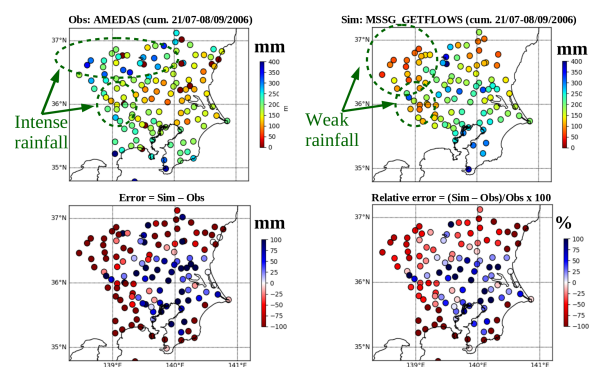 Obs: AMEDAS (cum. 21/07-08/09/2006)
37°N
36°N
35°N
Intense
rainfall
mm
400
350
300
250
200
150
100
50
0
E
Sim: MSSG_GETFLOWS (cum. 21/07-08/09/2006)
37°N
36°N
35°N
Weak
rainfall
mm
400
350
300
250
200
150
100
50
0
Error = Sim – Obs
37°N
36°N
35°N
139°E
140°E
141°E
mm
100
75
50
25
0
−25
−50
−75
−100
Relative error = (Sim – Obs)/Obs x 100
37°N
36°N
35°N
139°E
140°E
141°E
%
100
75
50
25
0
−25
−50
−75
−100